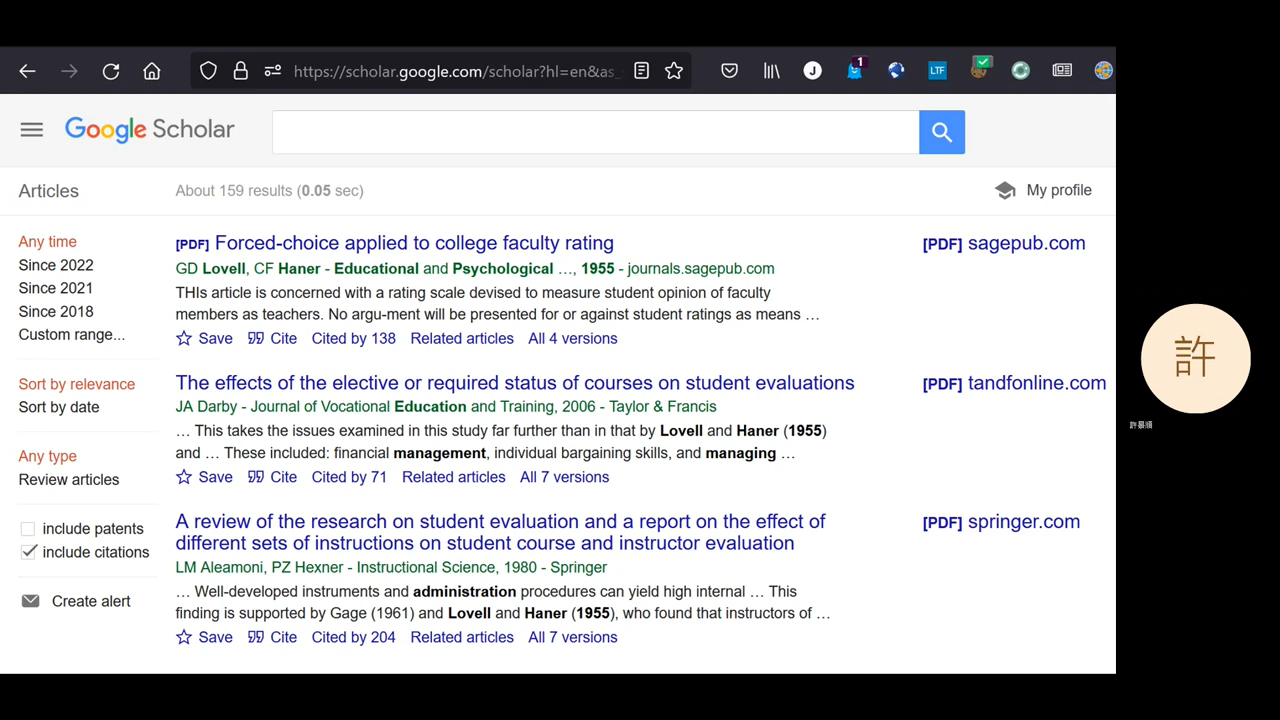 https://scholar.google.com/scholar?hl=en&as_
J
1
LTF
Google Scholar
Articles
About 159 results (0.05 sec)
My profile
Any time
Since 2022
Since 2021
Since 2018
Custom range...
Sort by relevance
Sort by date
Any type
Review articles
include patents
include citations
Create alert
[PDF] Forced-choice applied to college faculty rating
[PDF] sagepub.com
GD Lovell, CF Haner - Educational and Psychological …, 1955 - journals.sagepub.com
THIs article is concerned with a rating scale devised to measure student opinion of faculty
members as teachers. No argu-ment will be presented for or against student ratings as means …
Save Cite Cited by 138 Related articles All 4 versions
The effects of the elective or required status of courses on student evaluations
[PDF] tandfonline.com
JA Darby - Journal of Vocational Education and Training, 2006 - Taylor & Francis
… This takes the issues examined in this study far further than in that by Lovell and Haner (1955)
and … These included: financial management, individual bargaining skills, and managing …
Save Cite Cited by 71 Related articles All 7 versions
A review of the research on student evaluation and a report on the effect of
different sets of instructions on student course and instructor evaluation
[PDF] springer.com
LM Aleamoni, PZ Hexner - Instructional Science, 1980 - Springer
… Well-developed instruments and administration procedures can yield high internal … This
finding is supported by Gage (1961) and Lovell and Haner (1955), who found that instructors of …
Save Cite Cited by 204 Related articles All 7 versions
許
許景順